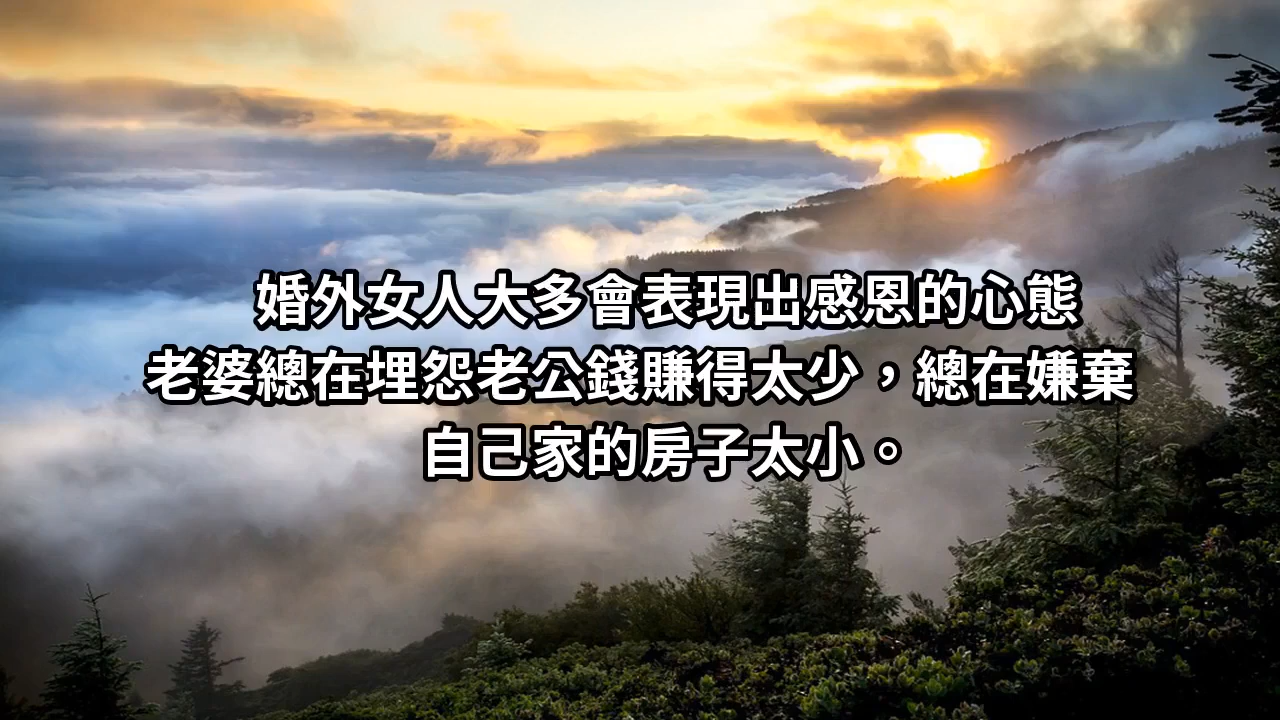 婚外女人大多會表現出感恩的心態
老婆總在埋怨老公錢賺得太少，總在嫌棄
自己家的房子太小。